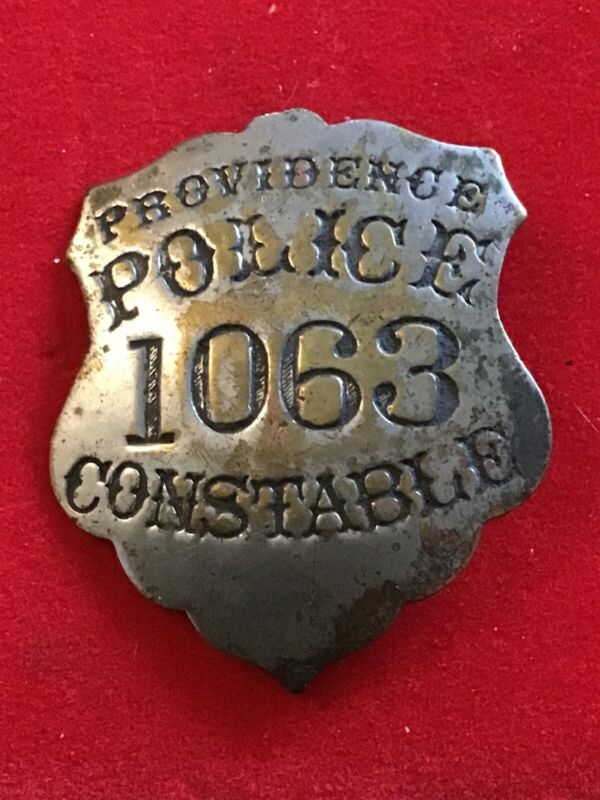 PROVIDENCE
POLICE
1063
CONSTABLE